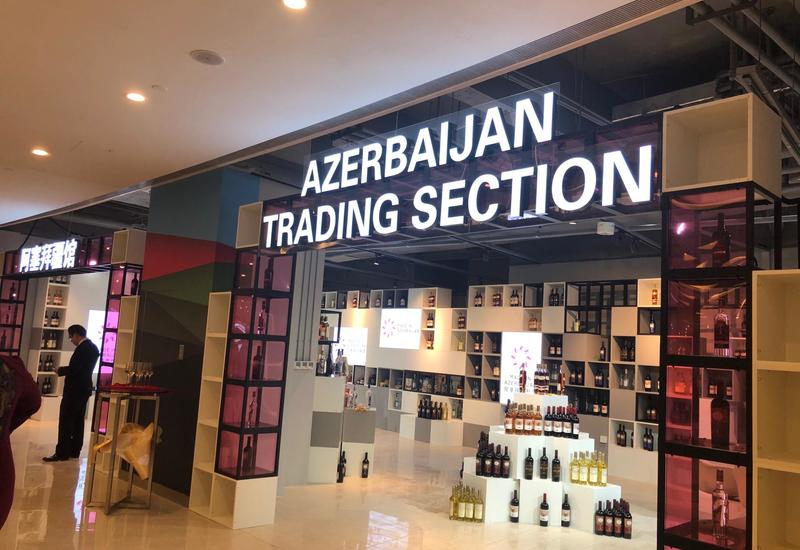 AZERBAIJAN
TRADING SECTION
阿塞拜疆馆